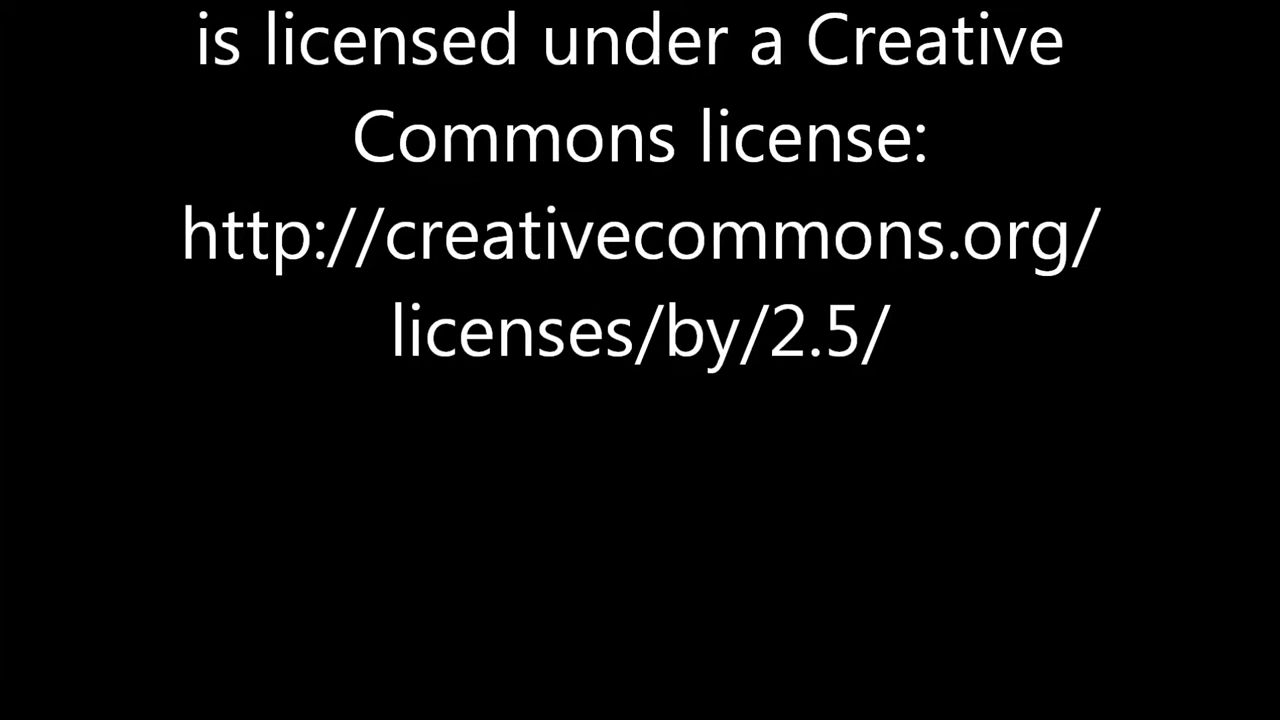 is licensed under a Creative
Commons license:
http://creativecommons.org/
licenses/by/2.5/